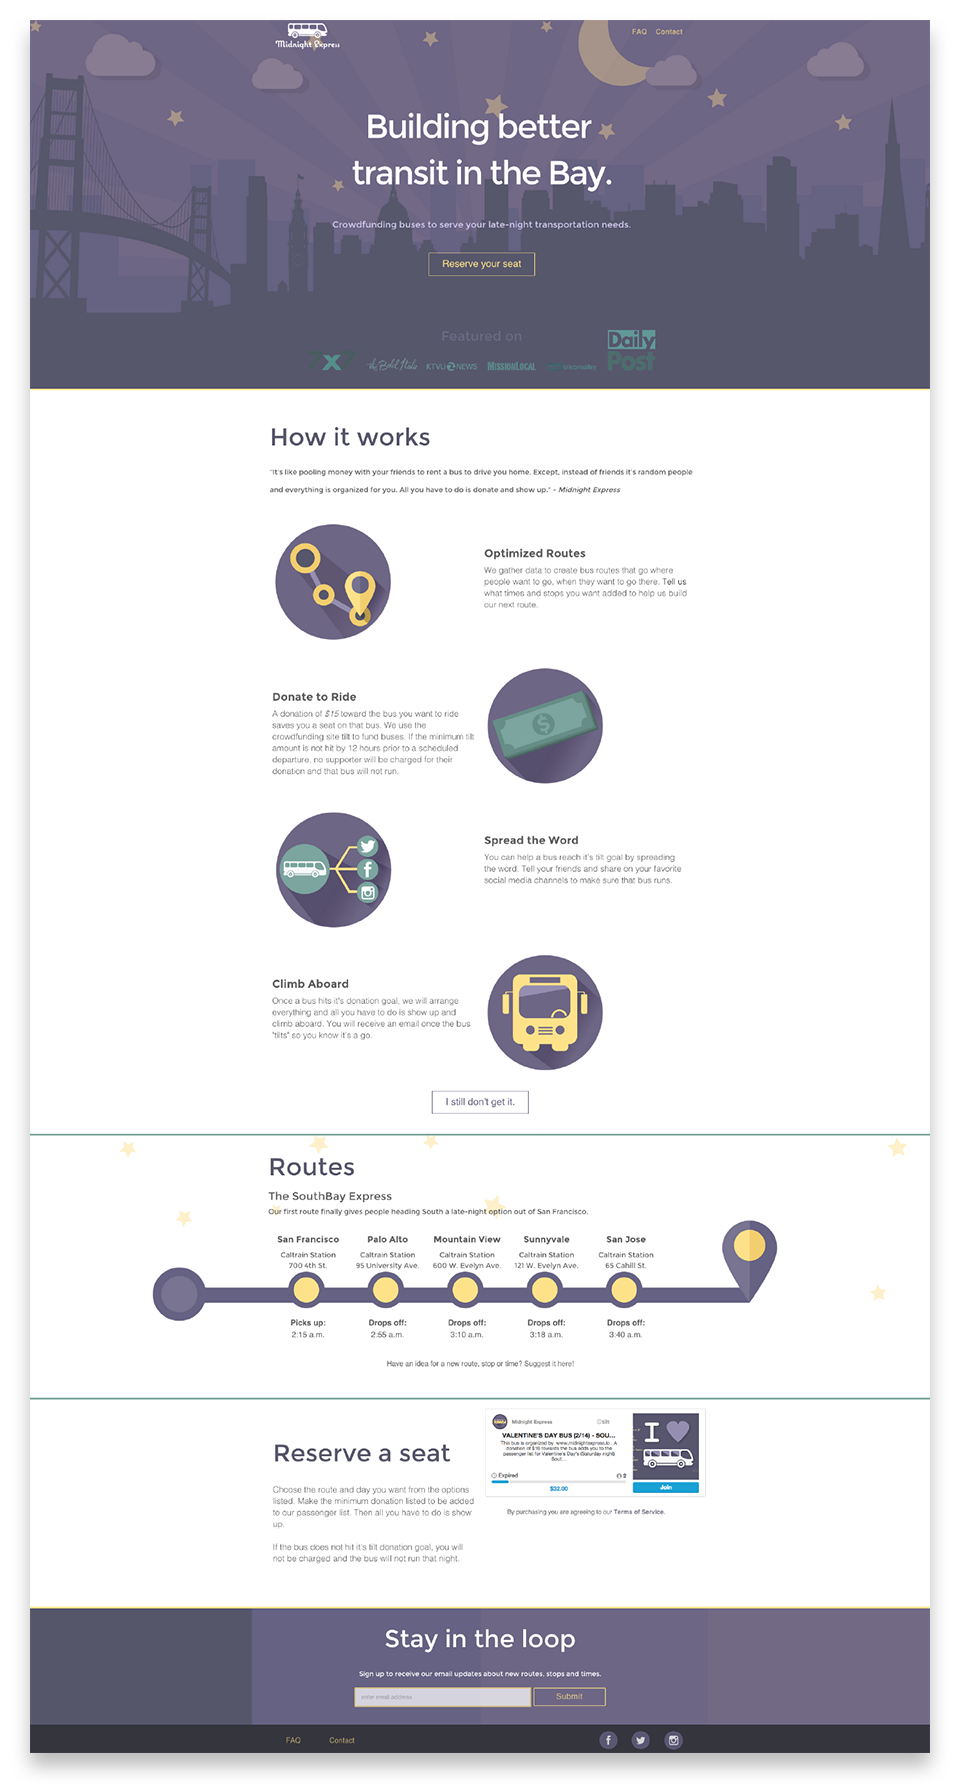 Midnight Express
FAQ Contact
Building better
transit in the Bay.
Crowdfunding buses to serve your late-night transportation needs.
Reserve your seat
Featured on
7X7
The Bold Italic
KTVU NEWS
MISSION LOCAL
Daily
Post
How it works
"It's like pooling money with your friends to rent a bus to drive you home. Except, instead of friends it's random people
and everything is organized for you. All you have to do is donate and show up." - Midnight Express
Optimized Routes
We gather data to create bus routes that go where
people want to go, when they want to go there. Tell us
what times and stops you want added to help us build
our next route.
Donate to Ride
A donation of $15 toward the bus you want to ride
saves you a seat on that bus. We use the
crowdfunding site tilt to fund buses. If the minimum tilt
amount is not hit by 12 hours prior to a scheduled
departure, no supporter will be charged for their
donation and that bus will not run.
$
Spread the Word
You can help a bus reach it's tilt goal by spreading
the word. Tell your friends and share on your favorite
social media channels to make sure that bus runs.
Climb Aboard
Once a bus hits it's donation goal, we will arrange
everything and all you have to do is show up and
climb aboard. You will receive an email once the bus
"tilts" so you know it's a go.
I still don't get it.
Routes
The SouthBay Express
Our first route finally gives people heading South a late-night option out of San Francisco.
San Francisco Palo Alto Mountain View Sunnyvale San Jose
Caltrain Station Caltrain Station Caltrain Station Caltrain Station Caltrain Station
700 4th St. 95 University Ave. 600 W. Evelyn Ave. 121 W. Evelyn Ave. 65 Cahill St.
Picks up: Drops off: Drops off: Drops off: Drops off:
2:15 a.m. 2:55 a.m. 3:10 a.m. 3:18 a.m. 3:40 a.m.
Have an idea for a new route, stop or time? Suggest it here!
Reserve a seat
Choose the route and day you want from the options
listed. Make the minimum donation listed to be added
to our passenger list. Then all you have to do is show
up.
If the bus does not hit it's tilt donation goal, you will
not be charged and the bus will not run that night.
Midnight Express tilt
VALENTINE'S DAY BUS (2/14) - SOU...
This bus is organized by www.midnightexpress.io . A
donation of $16 towards the bus adds you to the
passenger list for Valentine's Day's (Saturday night)
Sout...
Expired 2
$32.00
I
Join
By purchasing you are agreeing to our Terms of Service.
Stay in the loop
Sign up to receive our email updates about new routes, stops and times.
enter email address
Submit
FAQ Contact